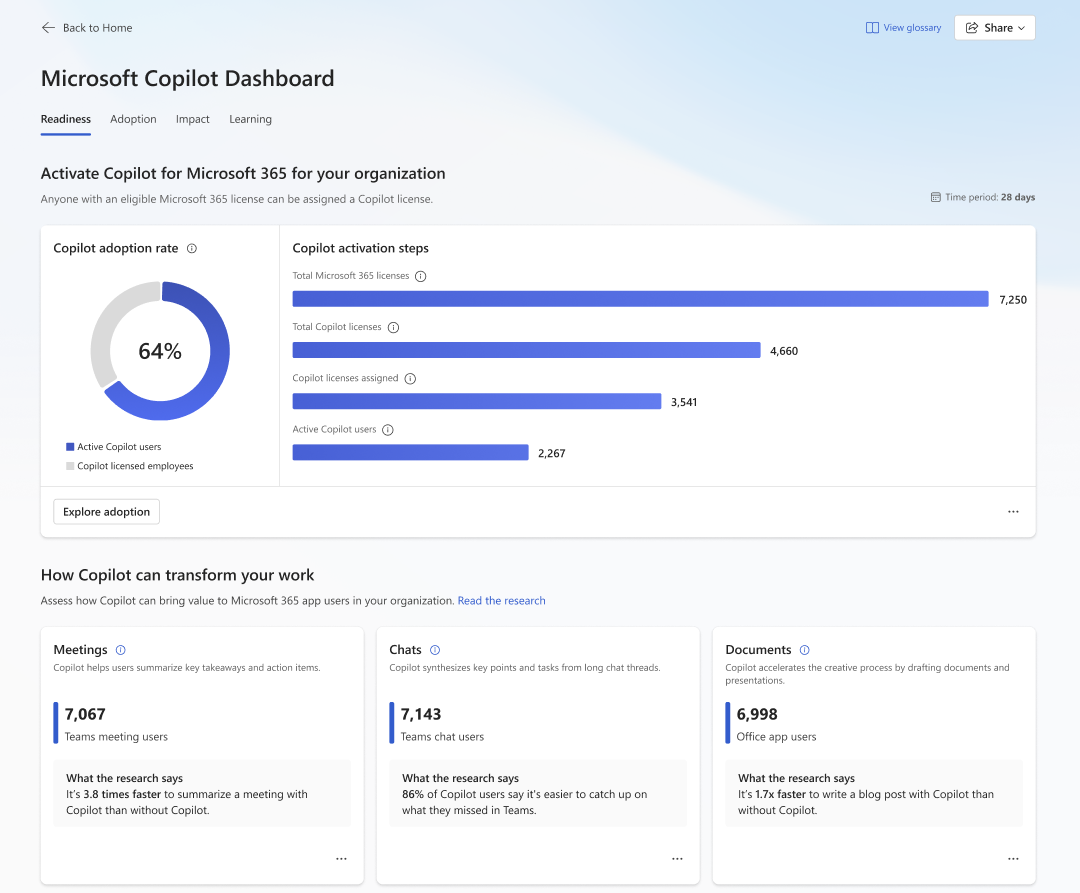 Back to Home
View glossary
Share
Microsoft Copilot Dashboard
Readiness
Adoption
Impact
Learning
Activate Copilot for Microsoft 365 for your organization
Anyone with an eligible Microsoft 365 license can be assigned a Copilot license.
Time period: 28 days
Copilot adoption rate
64%
Active Copilot users
Copilot licensed employees
Copilot activation steps
Total Microsoft 365 licenses
7,250
Total Copilot licenses
4,660
Copilot licenses assigned
3,541
Active Copilot users
2,267
Explore adoption
How Copilot can transform your work
Assess how Copilot can bring value to Microsoft 365 app users in your organization. Read the research
Meetings
Copilot helps users summarize key takeaways and action items.
7,067
Teams meeting users
What the research says
It's 3.8 times faster to summarize a meeting with
Copilot than without Copilot.
Chats
Copilot synthesizes key points and tasks from long chat threads.
7,143
Teams chat users
What the research says
86% of Copilot users say it's easier to catch up on
what they missed in Teams.
Documents
Copilot accelerates the creative process by drafting documents and
presentations.
6,998
Office app users
What the research says
It's 1.7x faster to write a blog post with Copilot than
without Copilot.